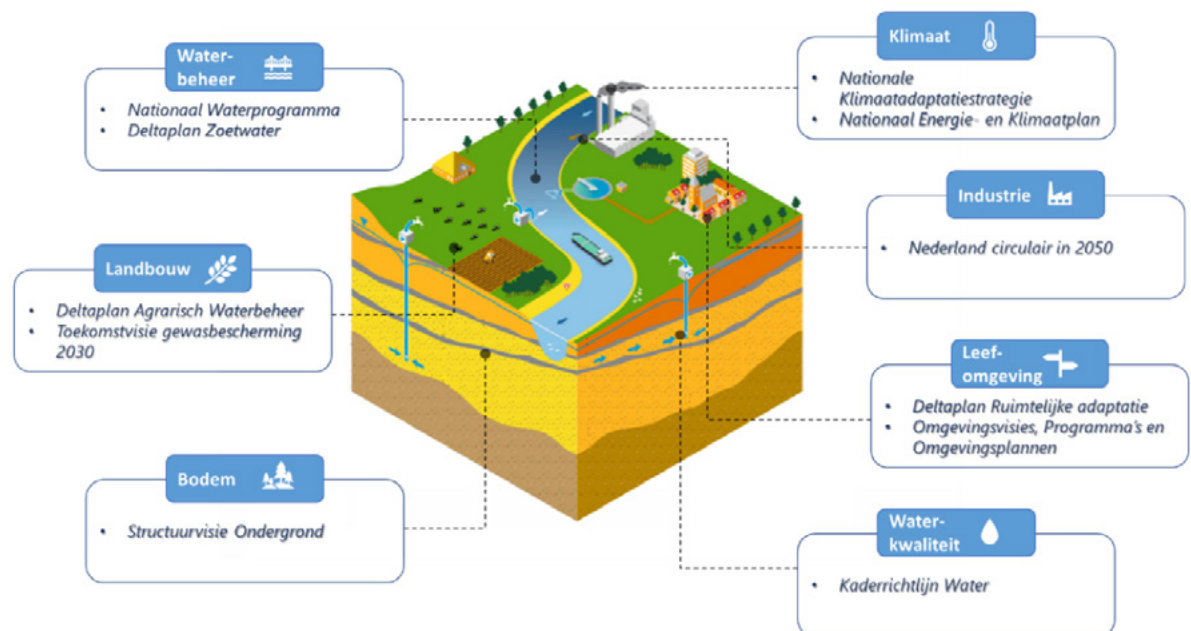 Water-
beheer
• Nationaal Waterprogramma
• Deltaplan Zoetwater
Klimaat
• Nationale
Klimaatadaptatiestrategie
• Nationaal Energie- en Klimaatplan
Industrie
• Nederland circulair in 2050
Landbouw
• Deltaplan Agrarisch Waterbeheer
• Toekomstvisie gewasbescherming
2030
Leef-
omgeving
• Deltaplan Ruimtelijke adaptatie
• Omgevingsvisies, Programma's en
Omgevingsplannen
Bodem
• Structuurvisie Ondergrond
Water-
kwaliteit
• Kaderrichtlijn Water